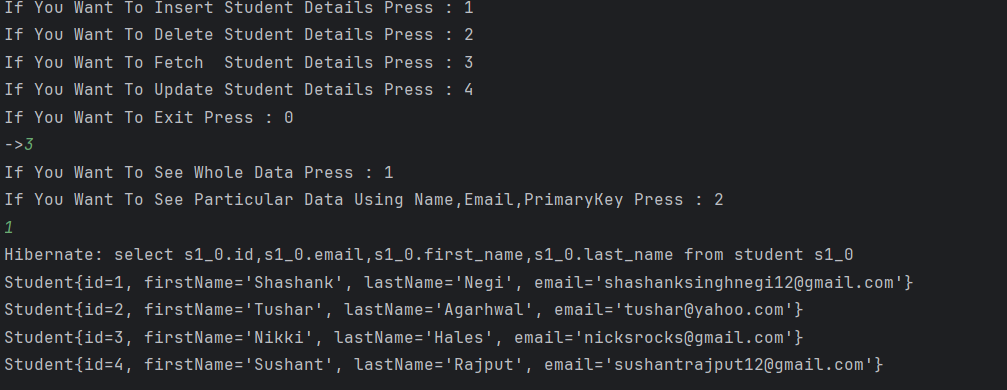 If You Want To Insert Student Details Press : 1
If You Want To Delete Student Details Press : 2
If You Want To Fetch  Student Details Press : 3
If You Want To Update Student Details Press : 4
If You Want To Exit Press : 0
->3
If You Want To See Whole Data Press : 1
If You Want To See Particular Data Using Name,Email,PrimaryKey Press : 2
1
Hibernate: select s1_0.id,s1_0.email,s1_0.first_name,s1_0.last_name from student s1_0
Student{id=1, firstName='Shashank', lastName='Negi', email='shashanksinghnegi12@gmail.com'}
Student{id=2, firstName='Tushar', lastName='Agarhwal', email='tushar@yahoo.com'}
Student{id=3, firstName='Nikki', lastName='Hales', email='nicksrocks@gmail.com'}
Student{id=4, firstName='Sushant', lastName='Rajput', email='sushantrajput12@gmail.com'}